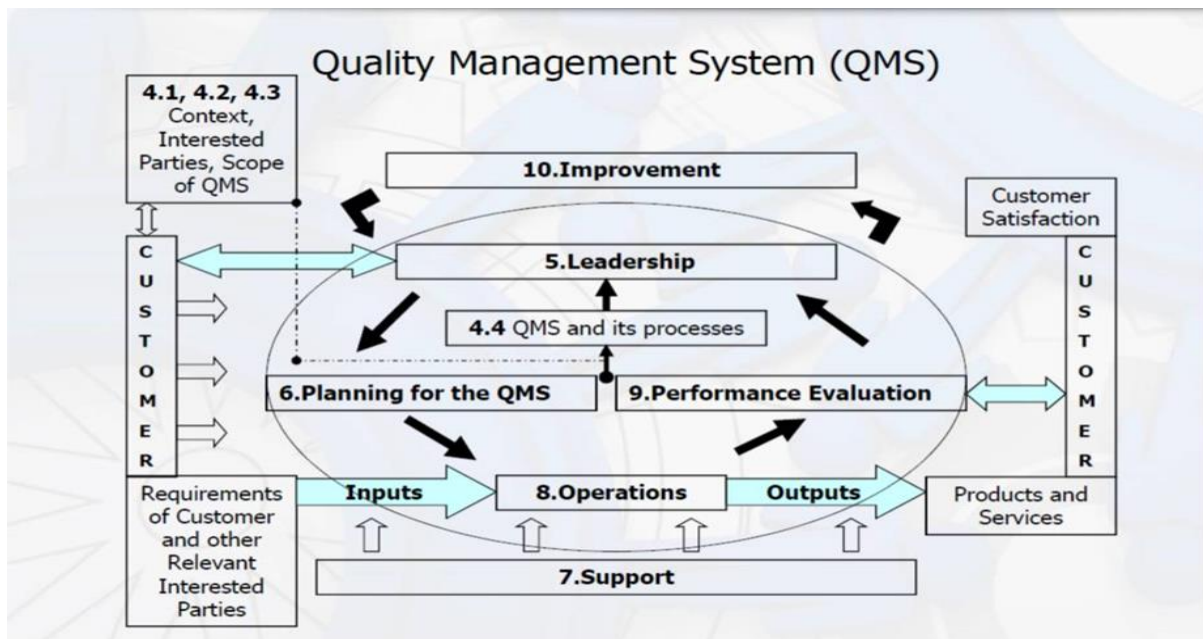 Quality Management System (QMS)
4.1, 4.2, 4.3
Context,
Interested
Parties, Scope
of QMS
10.Improvement
Customer
Satisfaction
CUSTOMER
5.Leadership
CUSTOMER
4.4 QMS and its processes
6.Planning for the QMS
9.Performance Evaluation
Requirements
of Customer
and other
Relevant
Interested
Parties
Inputs
8.Operations
Outputs
Products and
Services
7.Support